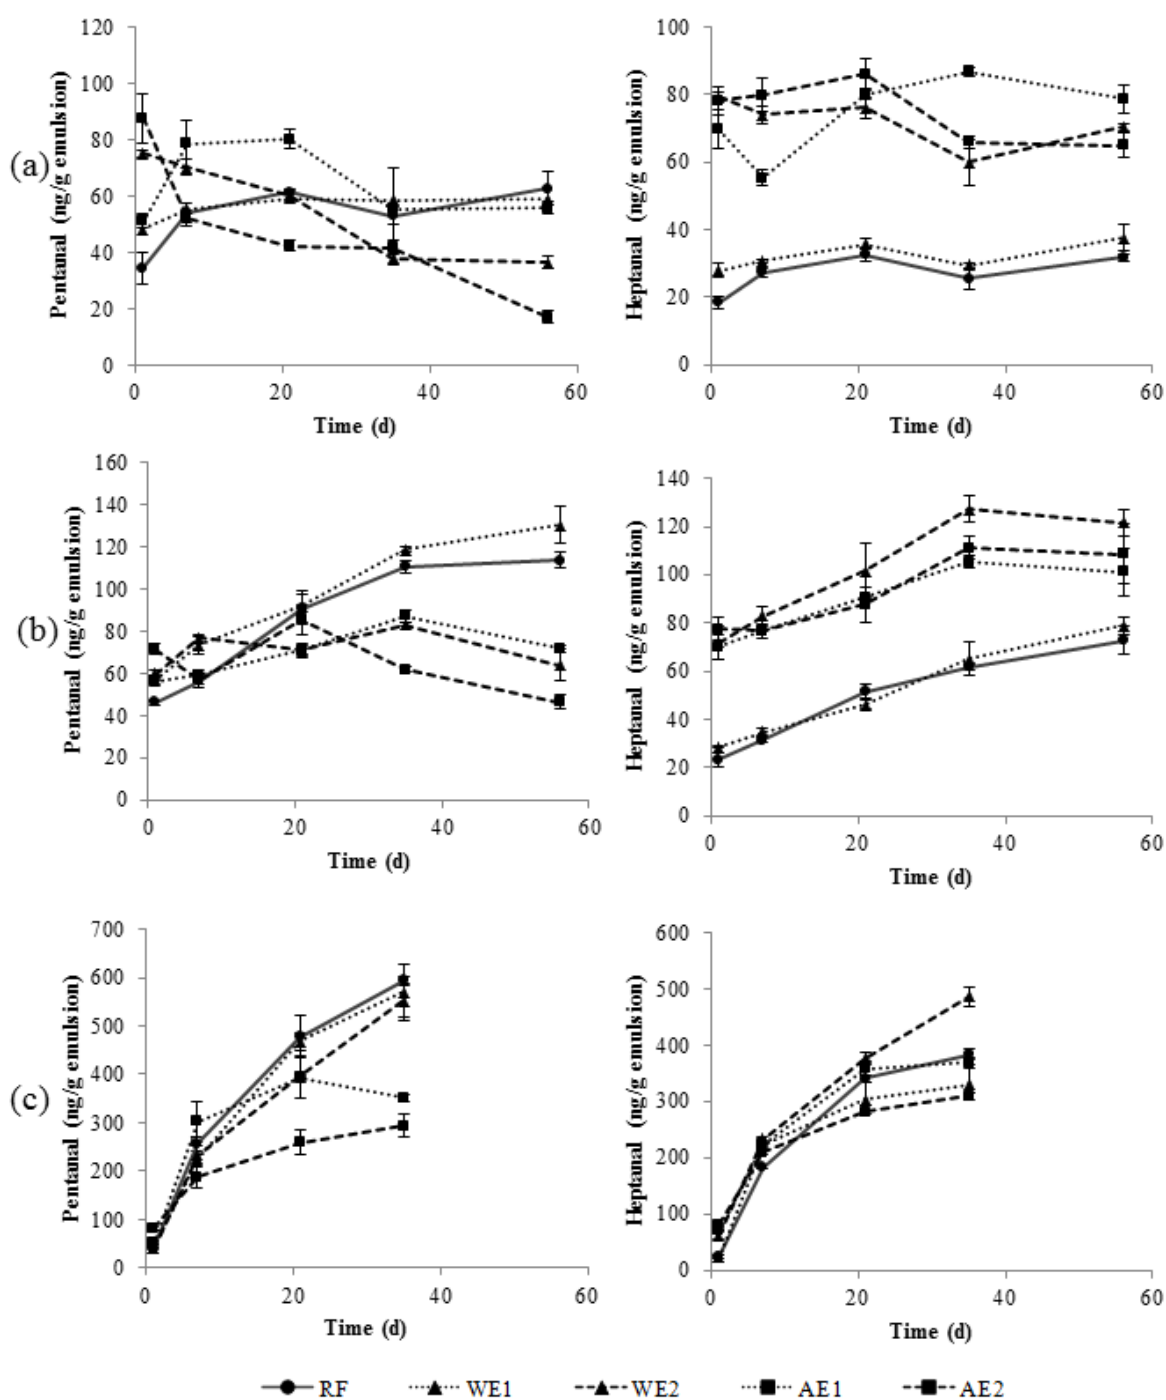 (a)
Pentanal (ng/g emulsion)
120
100
80
60
40
20
0
0 20 40 60
Time (d)
Heptanal (ng/g emulsion)
100
80
60
40
20
0
0 20 40 60
Time (d)
(b)
Pentanal (ng/g emulsion)
160
140
120
100
80
60
40
20
0
0 20 40 60
Time (d)
Heptanal (ng/g emulsion)
140
120
100
80
60
40
20
0
0 20 40 60
Time (d)
(c)
Pentanal (ng/g emulsion)
700
600
500
400
300
200
100
0
0 20 40 60
Time (d)
Heptanal (ng/g emulsion)
600
500
400
300
200
100
0
0 20 40 60
Time (d)
RF WE1 WE2 AE1 AE2